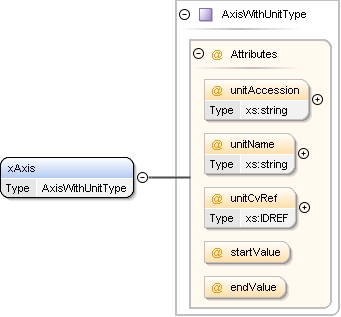 AxisWithUnitType
@ Attributes
@ unitAccession
Type xs:string
@ unitName
Type xs:string
@ unitCvRef
Type xs:IDREF
@ startValue
@ endValue
xAxis
Type AxisWithUnitType